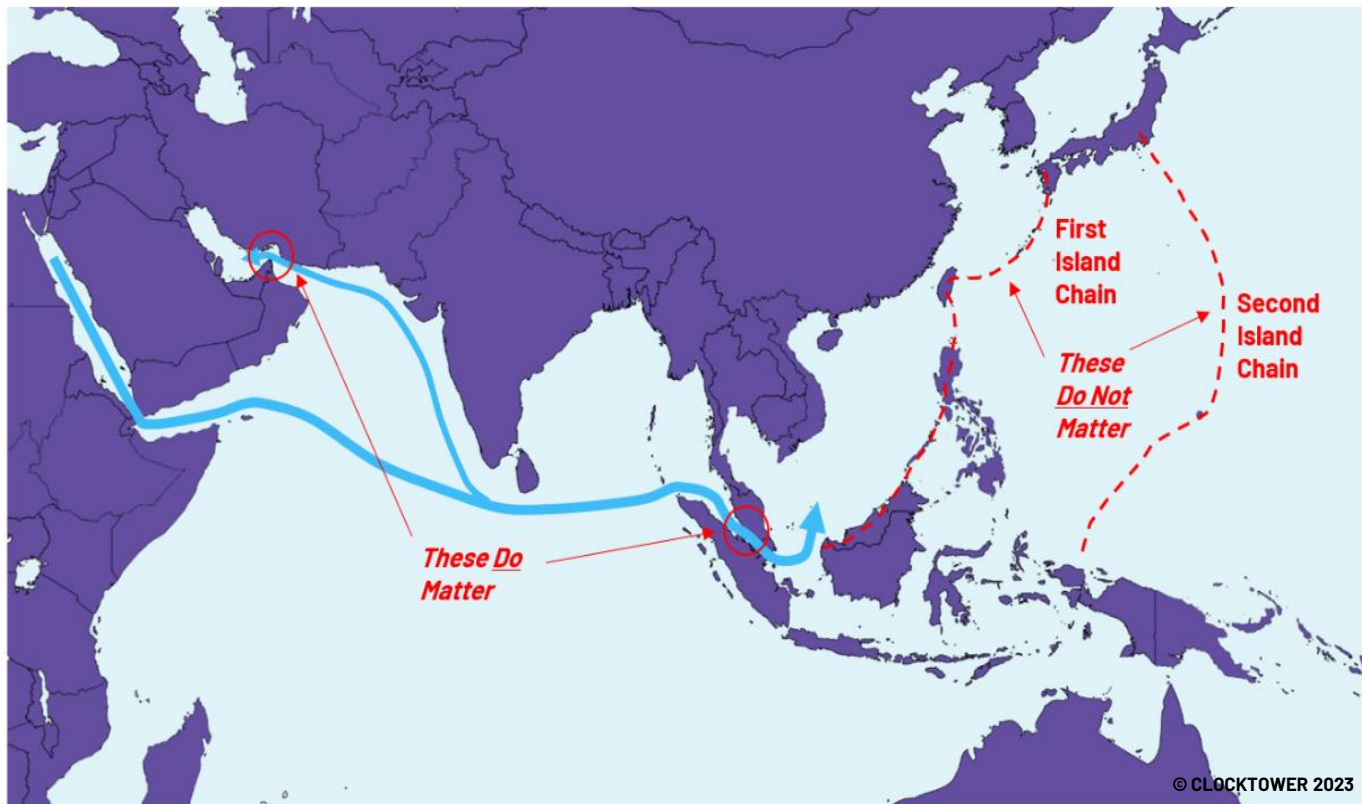 First
Island
Chain
Second
Island
Chain
These
Do Not
Matter
These Do
Matter
© CLOCKTOWER 2023